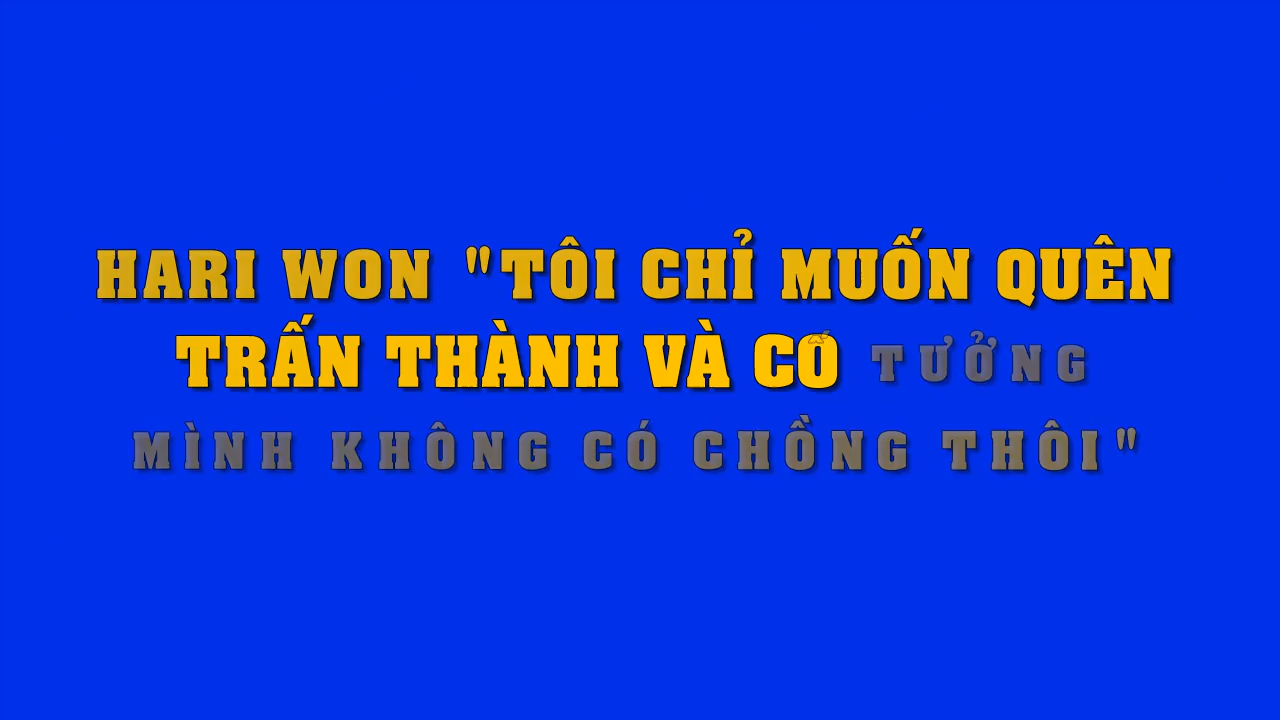 HARI WON "TÔI CHỈ MUỐN QUÊN
TRẤN THÀNH VÀ CỐ TƯỞNG
MÌNH KHÔNG CÓ CHỒNG THÔI"